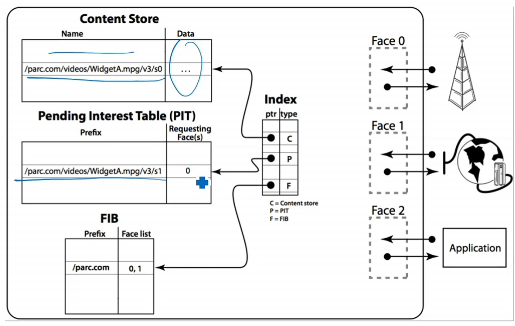 Content Store
Name Data
/parc.com/videos/WidgetA.mpg/v3/s0 ...
Pending Interest Table (PIT)
Prefix Requesting Face(s)
/parc.com/videos/WidgetA.mpg/v3/s1 0
FIB
Prefix Face list
/parc.com 0, 1
Index
ptr type
C
P
F
C = Content store
P = PIT
F = FIB
Face 0
Face 1
Face 2
Application